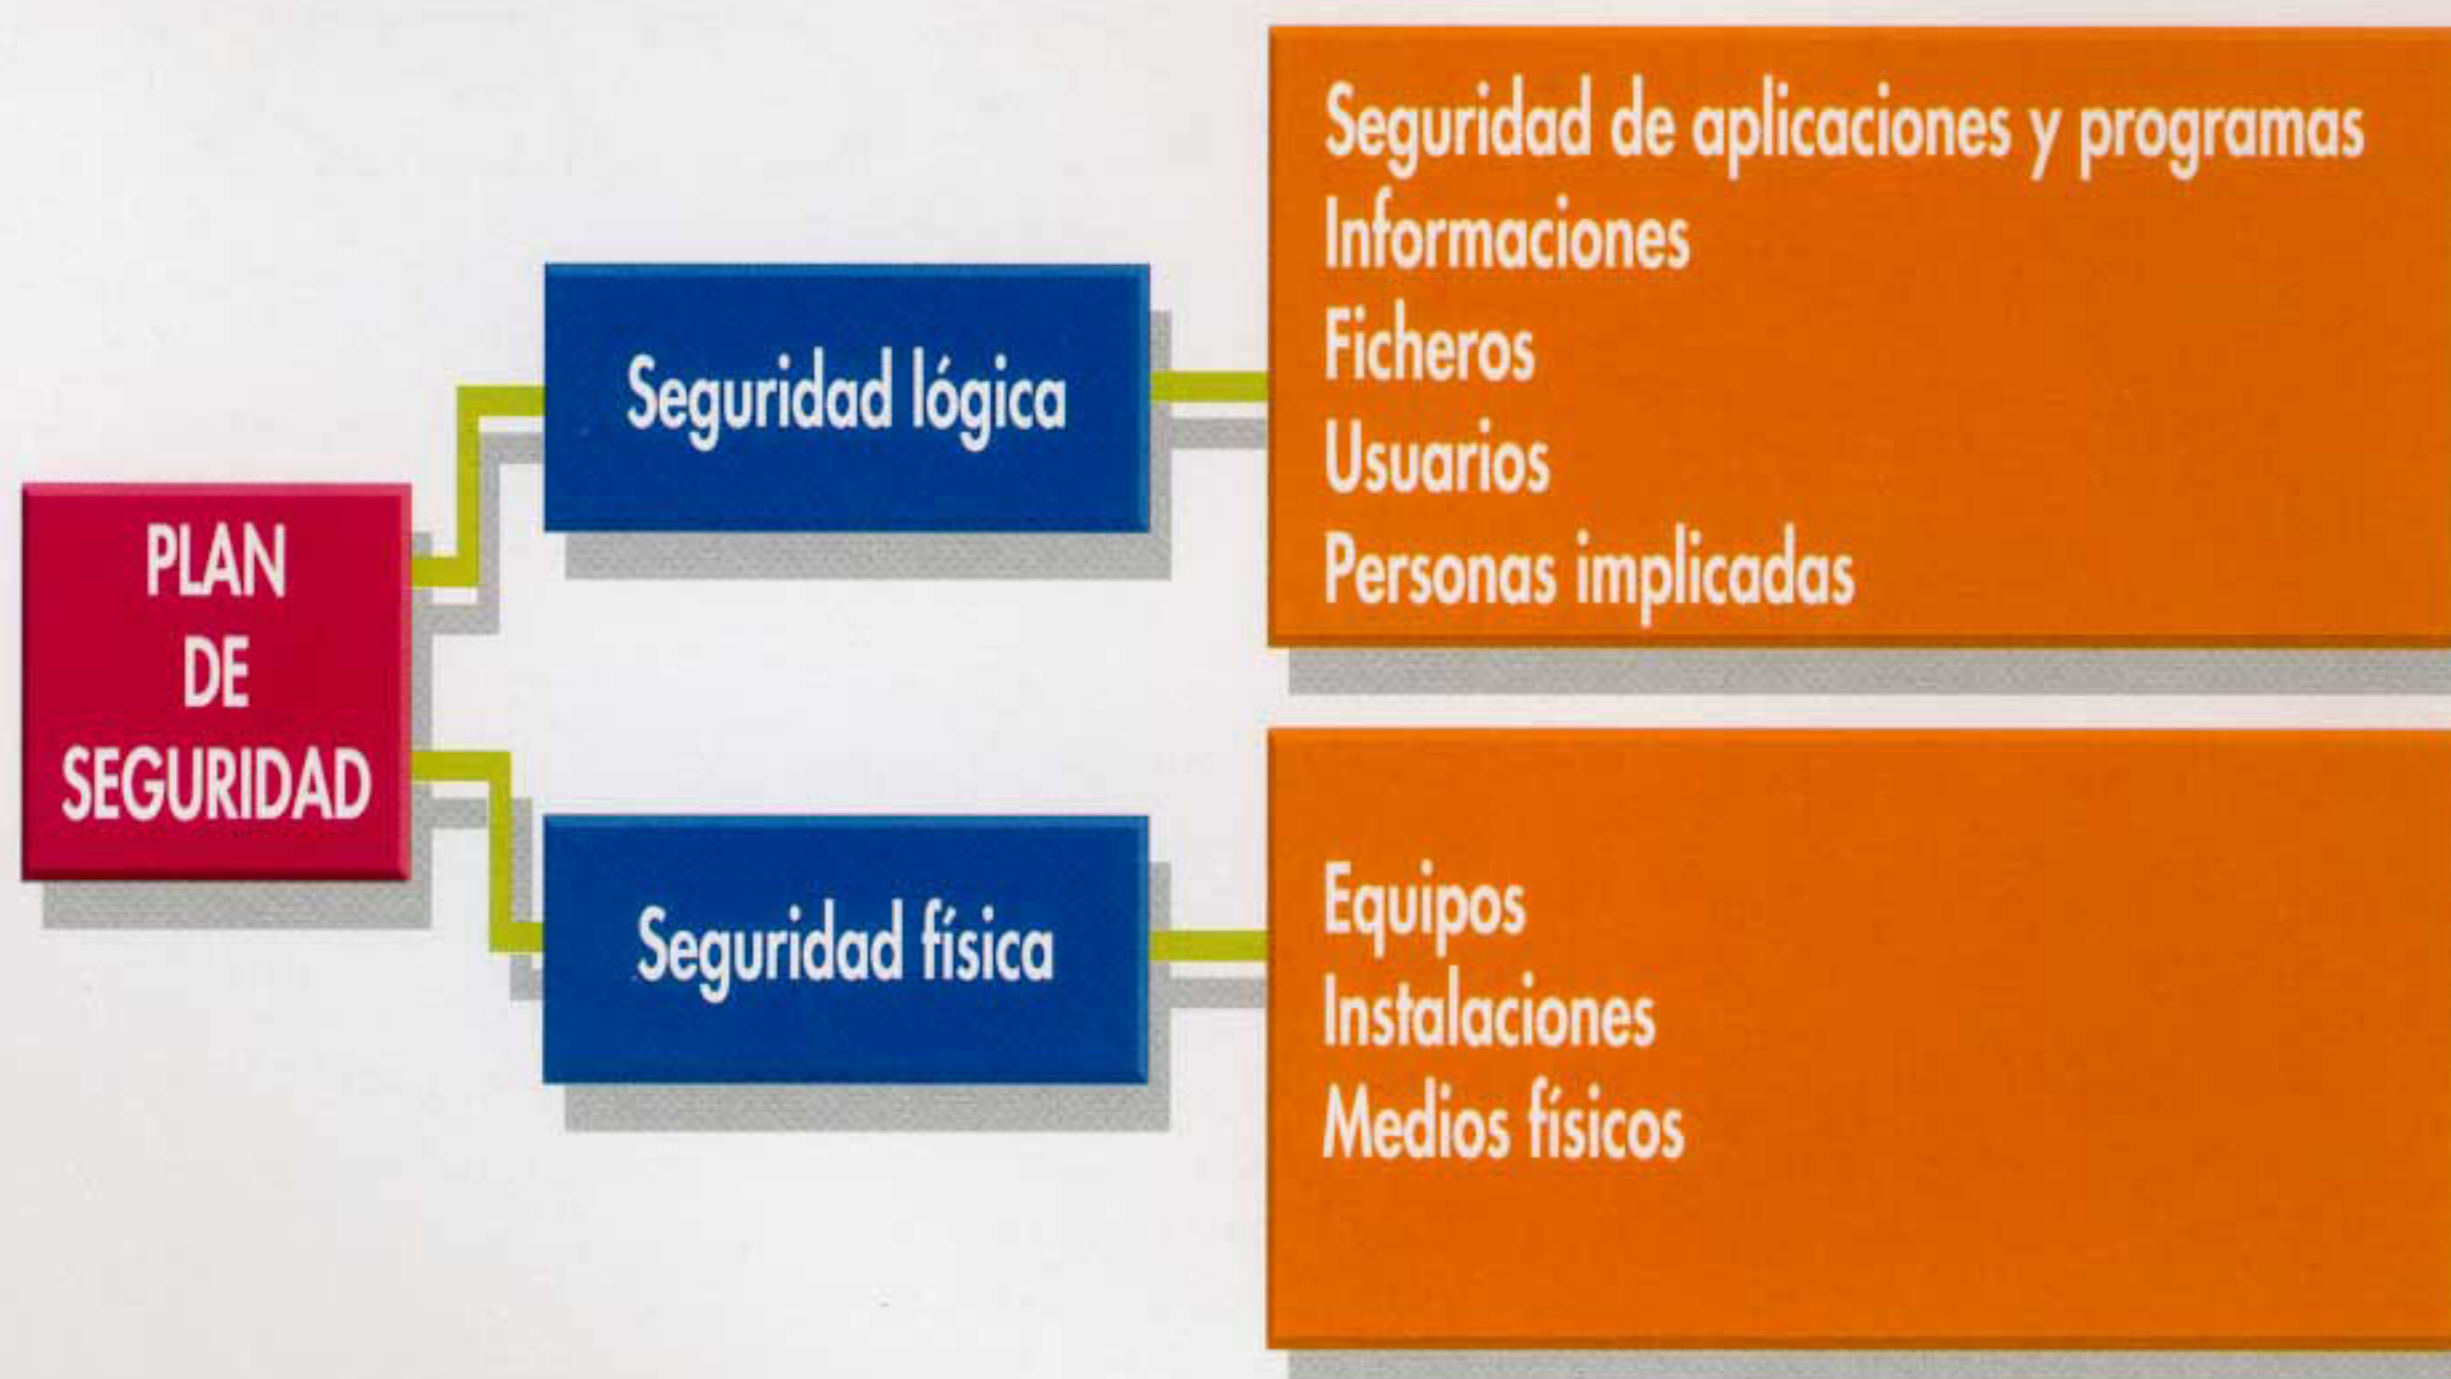 PLAN
DE
SEGURIDAD
Seguridad lógica
Seguridad de aplicaciones y programas
Informaciones
Ficheros
Usuarios
Personas implicadas
Seguridad física
Equipos
Instalaciones
Medios físicos